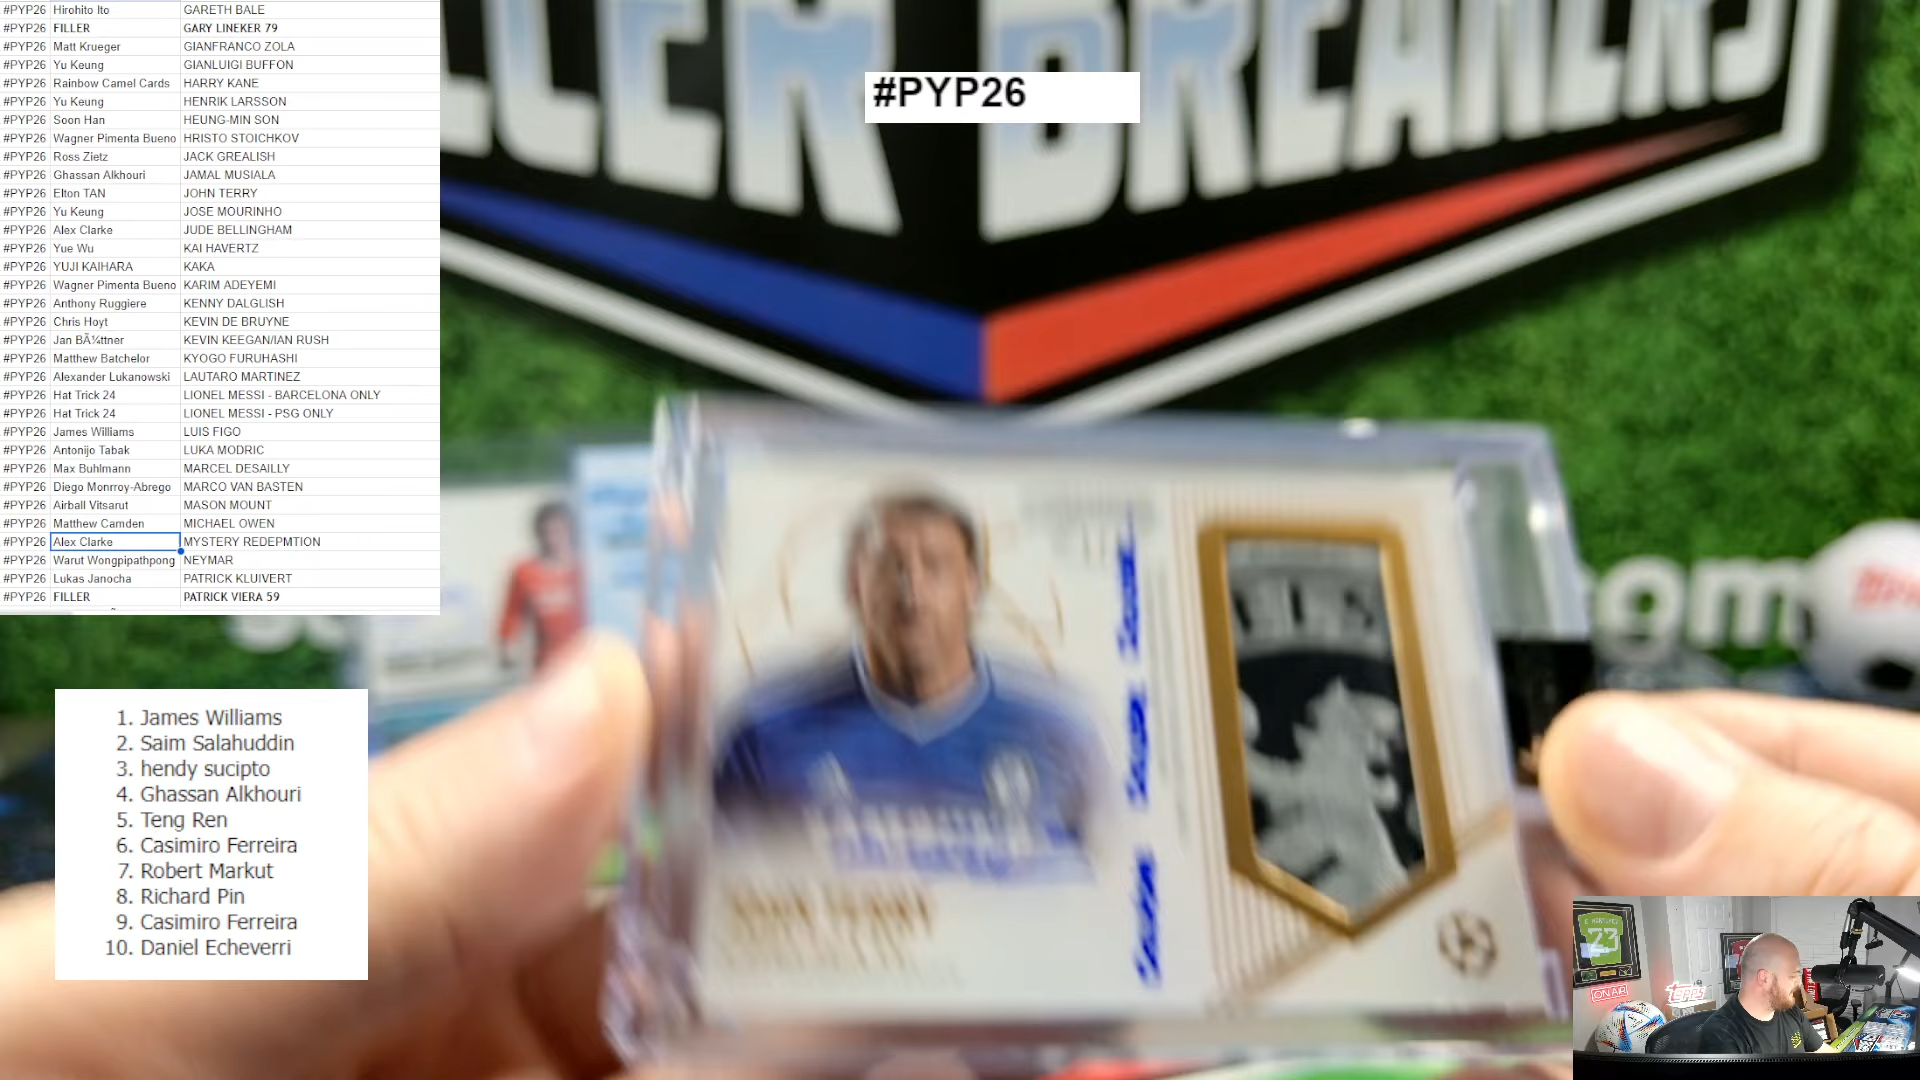 #PYP26 Hirohito Ito GARETH BALE
#PYP26 FILLER GARY LINEKER 79
#PYP26 Matt Krueger GIANFRANCO ZOLA
#PYP26 Yu Keung GIANLUIGI BUFFON
#PYP26 Rainbow Camel Cards HARRY KANE
#PYP26 Yu Keung HENRIK LARSSON
#PYP26 Soon Han HEUNG-MIN SON
#PYP26 Wagner Pimenta Bueno HRISTO STOICHKOV
#PYP26 Ross Zietz JACK GREALISH
#PYP26 Ghassan Alkhouri JAMAL MUSIALA
#PYP26 Elton TAN JOHN TERRY
#PYP26 Yu Keung JOSE MOURINHO
#PYP26 Alex Clarke JUDE BELLINGHAM
#PYP26 Yue Wu KAI HAVERTZ
#PYP26 YUJI KAIHARA KAKA
#PYP26 Wagner Pimenta Bueno KARIM ADEYEMI
#PYP26 Anthony Ruggiere KENNY DALGLISH
#PYP26 Chris Hoyt KEVIN DE BRUYNE
#PYP26 Jan BÃ¼ttner KEVIN KEEGAN/IAN RUSH
#PYP26 Matthew Batchelor KYOGO FURUHASHI
#PYP26 Alexander Lukanowski LAUTARO MARTINEZ
#PYP26 Hat Trick 24 LIONEL MESSI - BARCELONA ONLY
#PYP26 Hat Trick 24 LIONEL MESSI - PSG ONLY
#PYP26 James Williams LUIS FIGO
#PYP26 Antonijo Tabak LUKA MODRIC
#PYP26 Max Buhlmann MARCEL DESAILLY
#PYP26 Diego Monrroy-Abrego MARCO VAN BASTEN
#PYP26 Airball Vitsarut MASON MOUNT
#PYP26 Matthew Camden MICHAEL OWEN
#PYP26 Alex Clarke MYSTERY REDEPMTION
#PYP26 Warut Wongpipathpong NEYMAR
#PYP26 Lukas Janocha PATRICK KLUIVERT
#PYP26 FILLER PATRICK VIERA 59
#PYP26
BREAKERS
com
1. James Williams
2. Saim Salahuddin
3. hendy sucipto
4. Ghassan Alkhouri
5. Teng Ren
6. Casimiro Ferreira
7. Robert Markut
8. Richard Pin
9. Casimiro Ferreira
10. Daniel Echeverri
23
ON AIR
topps